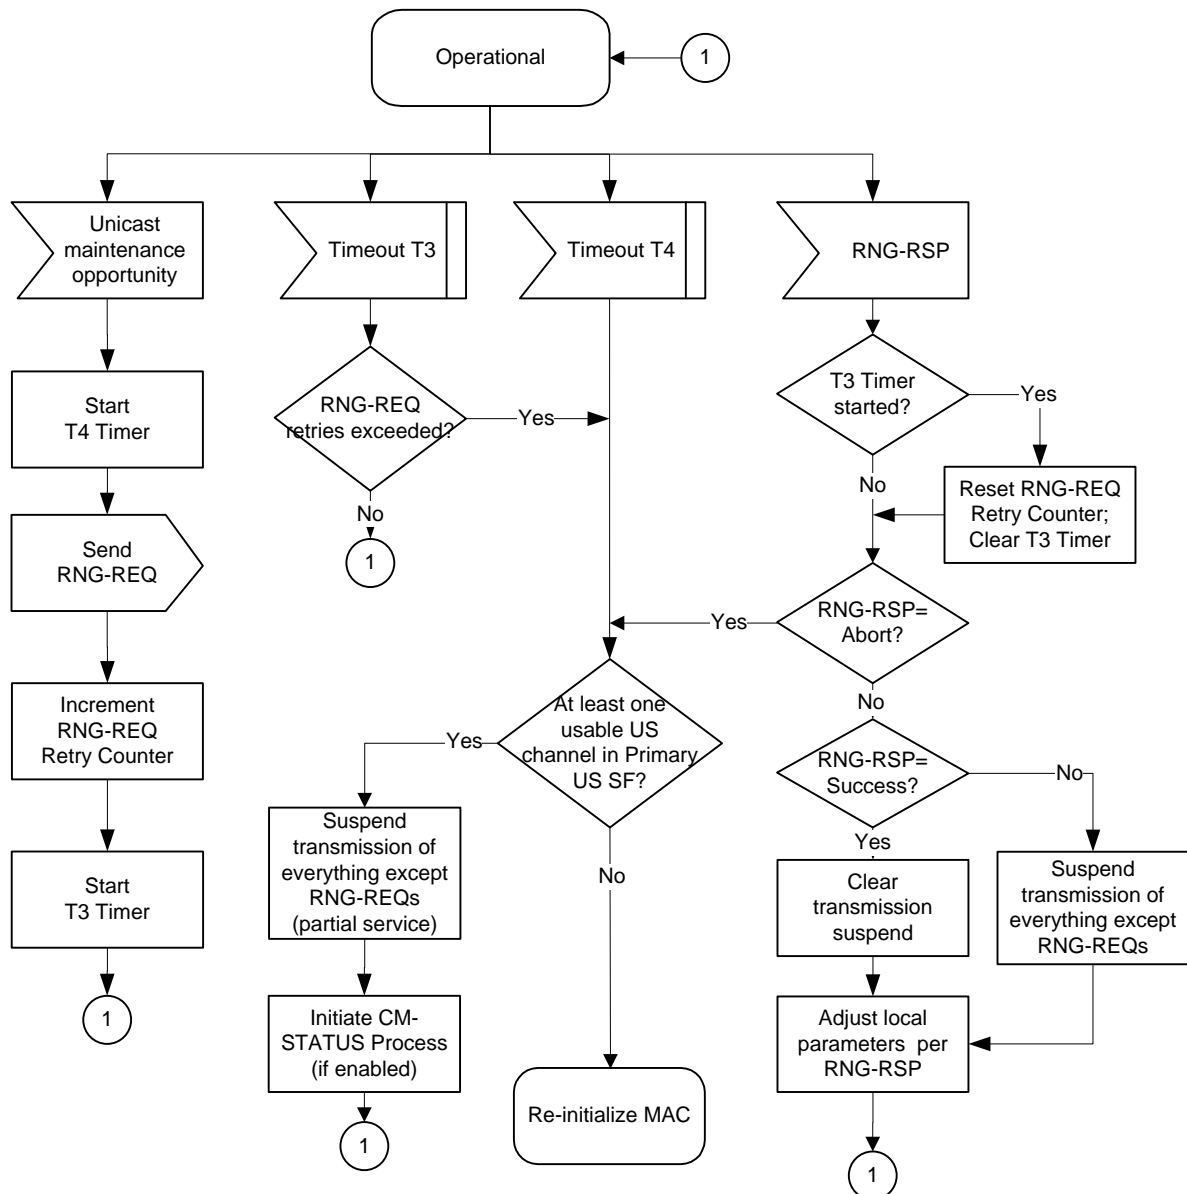 Operational
1
Unicast
maintenance
opportunity
Timeout T3
Timeout T4
RNG-RSP
Start
T4 Timer
RNG-REQ
retries exceeded?
Yes
No
1
T3 Timer
started?
Yes
No
Reset RNG-REQ
Retry Counter;
Clear T3 Timer
Send
RNG-REQ
RNG-RSP=
Abort?
Yes
No
Increment
RNG-REQ
Retry Counter
At least one
usable US
channel in Primary
US SF?
Yes
No
RNG-RSP=
Success?
No
Yes
Suspend
transmission of
everything except
RNG-REQs
(partial service)
Start
T3 Timer
Clear
transmission
suspend
Suspend
transmission of
everything except
RNG-REQs
1
Initiate CM-
STATUS Process
(if enabled)
Adjust local
parameters per
RNG-RSP
Re-initialize MAC
1
1